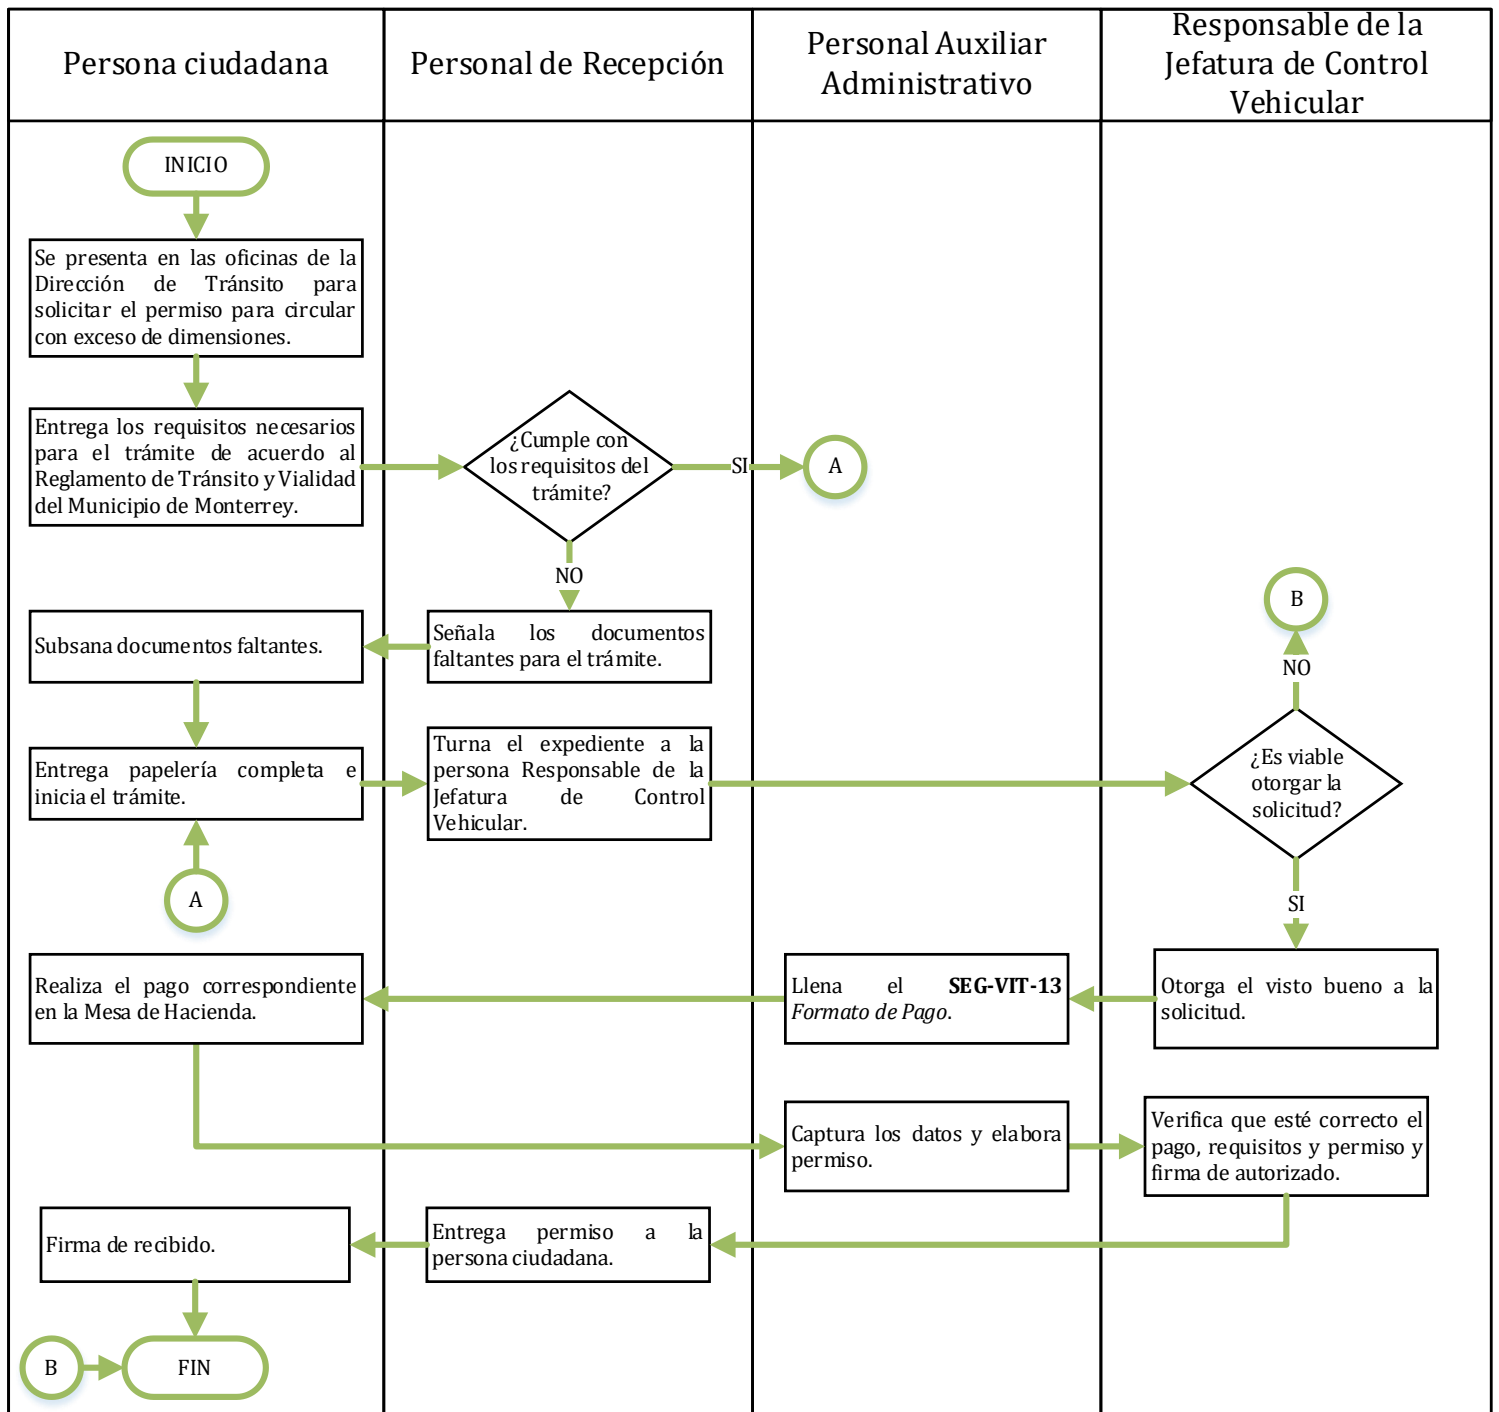 Persona ciudadana
Personal de Recepción
Personal Auxiliar
Administrativo
Responsable de la
Jefatura de Control
Vehicular
INICIO
Se presenta en las oficinas de la
Dirección de Tránsito para
solicitar el permiso para circular
con exceso de dimensiones.
Entrega los requisitos necesarios
para el trámite de acuerdo al
Reglamento de Tránsito y Vialidad
del Municipio de Monterrey.
¿Cumple con
los requisitos del
trámite?
SI
A
NO
Señala los documentos
faltantes para el trámite.
Subsana documentos faltantes.
Entrega papelería completa e
inicia el trámite.
A
Turna el expediente a la
persona Responsable de la
Jefatura de Control
Vehicular.
B
NO
¿Es viable
otorgar la
solicitud?
SI
Otorga el visto bueno a la
solicitud.
Llena el SEG-VIT-13
Formato de Pago.
Realiza el pago correspondiente
en la Mesa de Hacienda.
Captura los datos y elabora
permiso.
Verifica que esté correcto el
pago, requisitos y permiso y
firma de autorizado.
Entrega permiso a la
persona ciudadana.
Firma de recibido.
B
FIN